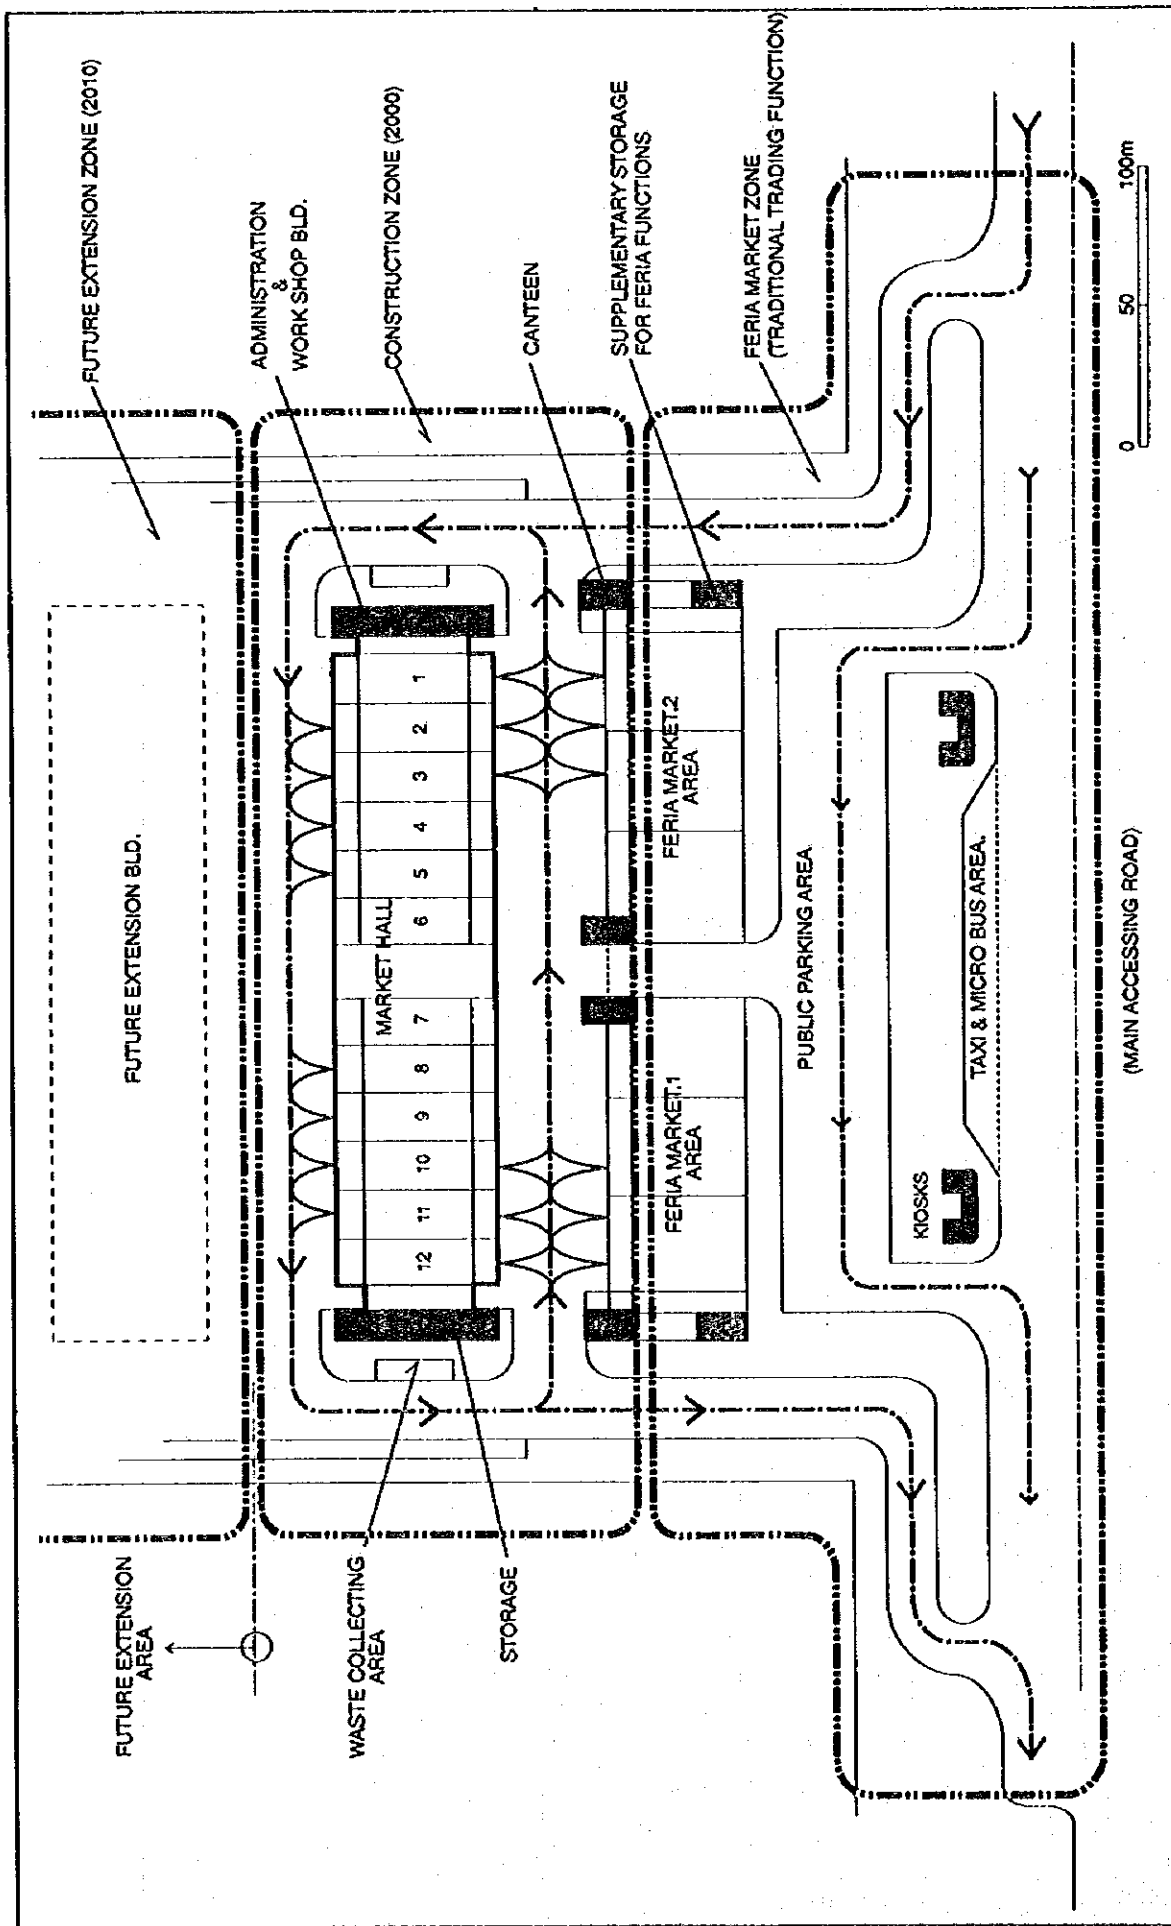 FUTURE EXTENSION ZONE (2010)
ADMINISTRATION
&
WORK SHOP BLD.
CONSTRUCTION ZONE (2000)
CANTEEN
SUPPLEMENTARY STORAGE
FOR FERIA FUNCTIONS
FERIA MARKET ZONE
(TRADITIONAL TRADING FUNCTION)
FUTURE EXTENSION BLD.
MARKET HALL
12
11
10
9
8
7
6
5
4
3
2
1
FERIA MARKET.1
AREA
FERIA MARKET.2
AREA
PUBLIC PARKING AREA
KIOSKS
TAXI & MICRO BUS AREA.
(MAIN ACCESSING ROAD)
0
50
100m
FUTURE EXTENSION
AREA
WASTE COLLECTING
AREA
STORAGE